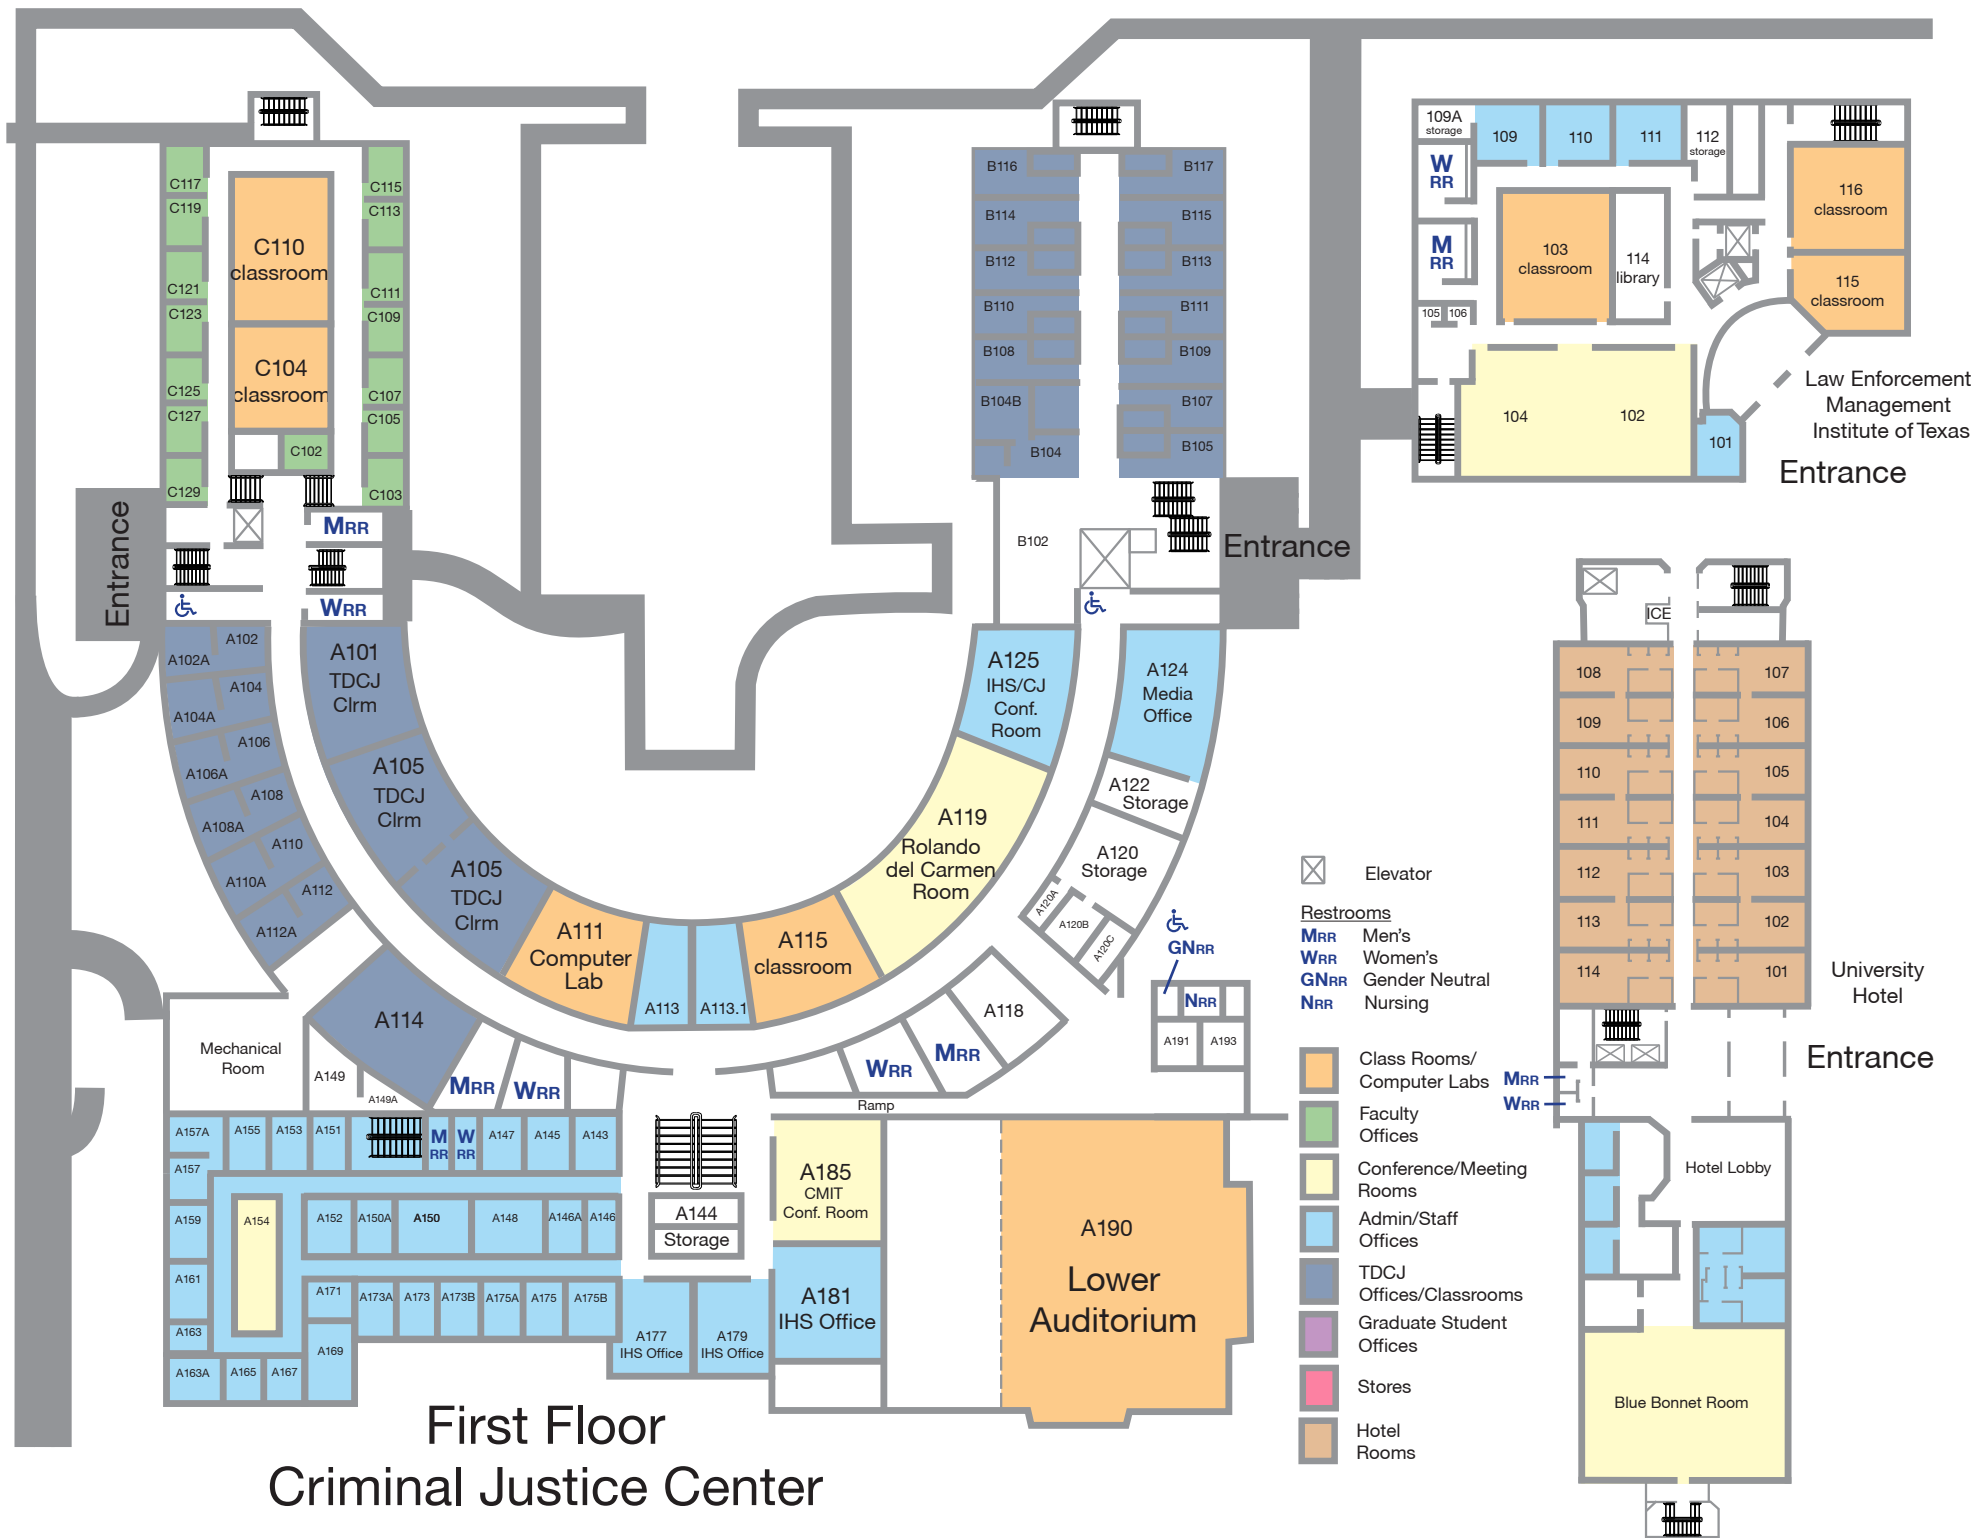 C117
C119
C121
C123
C125
C127
C129
C110
classroom
C104
classroom
C102
C115
C113
C111
C109
C107
C105
C103
MRR
WRR
Entrance
B116
B114
B112
B110
B108
B104B
B104
B117
B115
B113
B111
B109
B107
B105
B102
Entrance
109A
storage
109
110
111
112
storage
W
RR
M
RR
103
classroom
114
library
116
classroom
115
classroom
105
106
104
102
101
Law Enforcement
Management
Institute of Texas
Entrance
A102
A102A
A104
A104A
A106
A106A
A108
A108A
A110
A110A
A112
A112A
A101
TDCJ
Clrm
A105
TDCJ
Clrm
A105
TDCJ
Clrm
A111
Computer
Lab
A113
A113.1
A115
classroom
A119
Rolando
del Carmen
Room
A125
IHS/CJ
Conf.
Room
A124
Media
Office
A122
Storage
A120
Storage
A120A
A120B
A120C
A118
MRR
WRR
GNRR
NRR
A191
A193
Ramp
A114
Mechanical
Room
A149
A149A
MRR
WRR
A157A
A155
A153
A151
M
RR
W
RR
A147
A145
A143
A157
A159
A161
A163
A163A
A165
A167
A169
A171
A154
A152
A150A
A150
A148
A146A
A146
A173A
A173
A173B
A175A
A175
A175B
A177
IHS Office
A179
IHS Office
A144
Storage
A185
CMIT
Conf. Room
A181
IHS Office
A190
Lower
Auditorium
Elevator
Restrooms
MRR Men's
WRR Women's
GNRR Gender Neutral
NRR Nursing
Class Rooms/
Computer Labs
Faculty
Offices
Conference/Meeting
Rooms
Admin/Staff
Offices
TDCJ
Offices/Classrooms
Graduate Student
Offices
Stores
Hotel
Rooms
ICE
108
109
110
111
112
113
114
107
106
105
104
103
102
101
University
Hotel
Entrance
MRR
WRR
Hotel Lobby
Blue Bonnet Room
First Floor
Criminal Justice Center